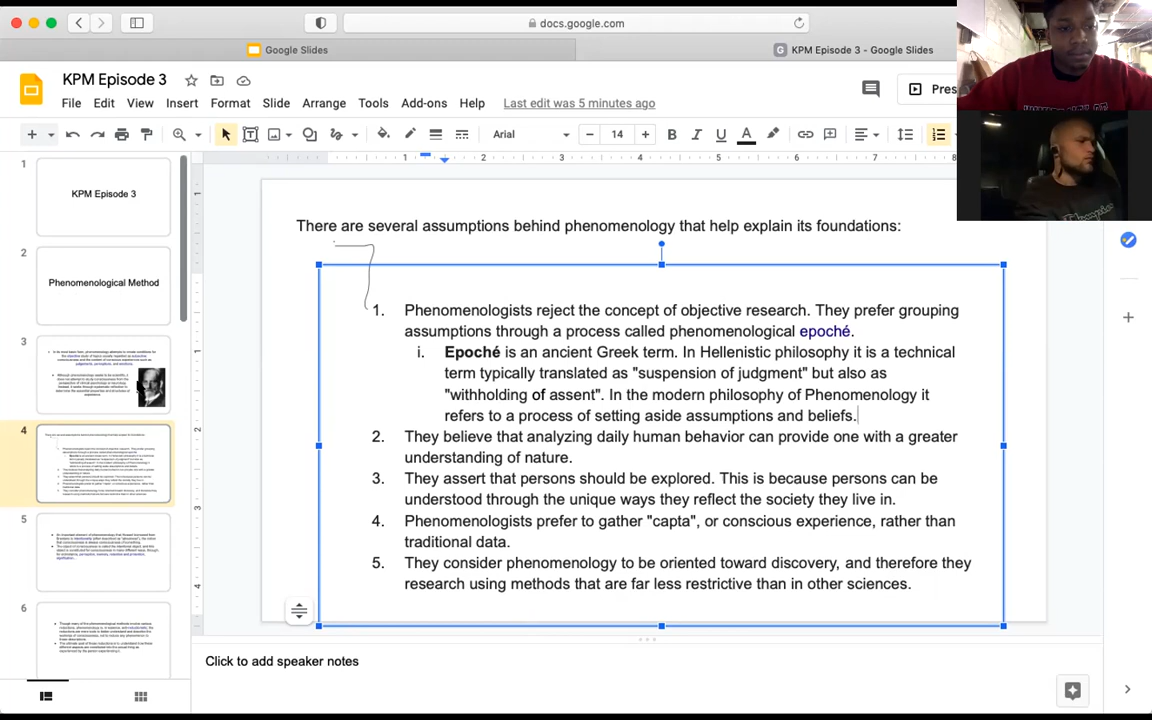 docs.google.com
Google Slides
KPM Episode 3 - Google Slides
KPM Episode 3
File Edit View Insert Format Slide Arrange Tools Add-ons Help Last edit was 5 minutes ago
Pres
Arial
14
B I U A
1 2 3 4 5 6 7 8
1
KPM Episode 3
2
Phenomenological Method
3
4
5
6
There are several assumptions behind phenomenology that help explain its foundations:
1. Phenomenologists reject the concept of objective research. They prefer grouping
assumptions through a process called phenomenological epoché.
i. Epoché is an ancient Greek term. In Hellenistic philosophy it is a technical
term typically translated as "suspension of judgment" but also as
"withholding of assent". In the modern philosophy of Phenomenology it
refers to a process of setting aside assumptions and beliefs.
2. They believe that analyzing daily human behavior can provide one with a greater
understanding of nature.
3. They assert that persons should be explored. This is because persons can be
understood through the unique ways they reflect the society they live in.
4. Phenomenologists prefer to gather "capta", or conscious experience, rather than
traditional data.
5. They consider phenomenology to be oriented toward discovery, and therefore they
research using methods that are far less restrictive than in other sciences.
Click to add speaker notes
Champion